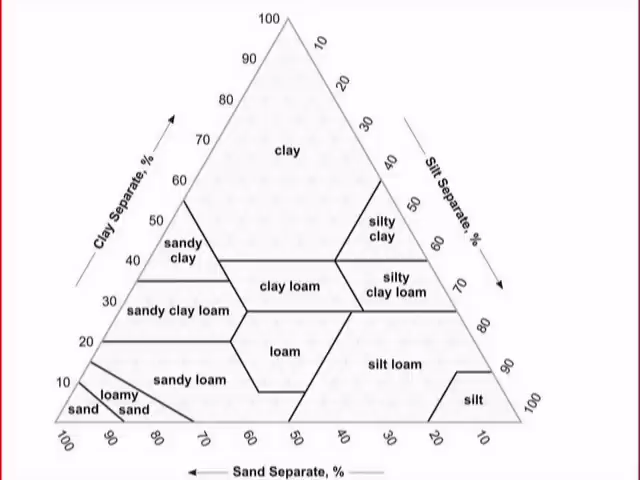 100
90
80
70
60
50
40
30
20
10
10
20
30
40
50
60
70
80
90
100
Clay Separate, %
Silt Separate, %
clay
silty
clay
sandy
clay
clay loam
silty
clay loam
sandy clay loam
loam
silt loam
sandy loam
loamy
sand
sand
silt
100
90
80
70
60
50
40
30
20
10
Sand Separate, %